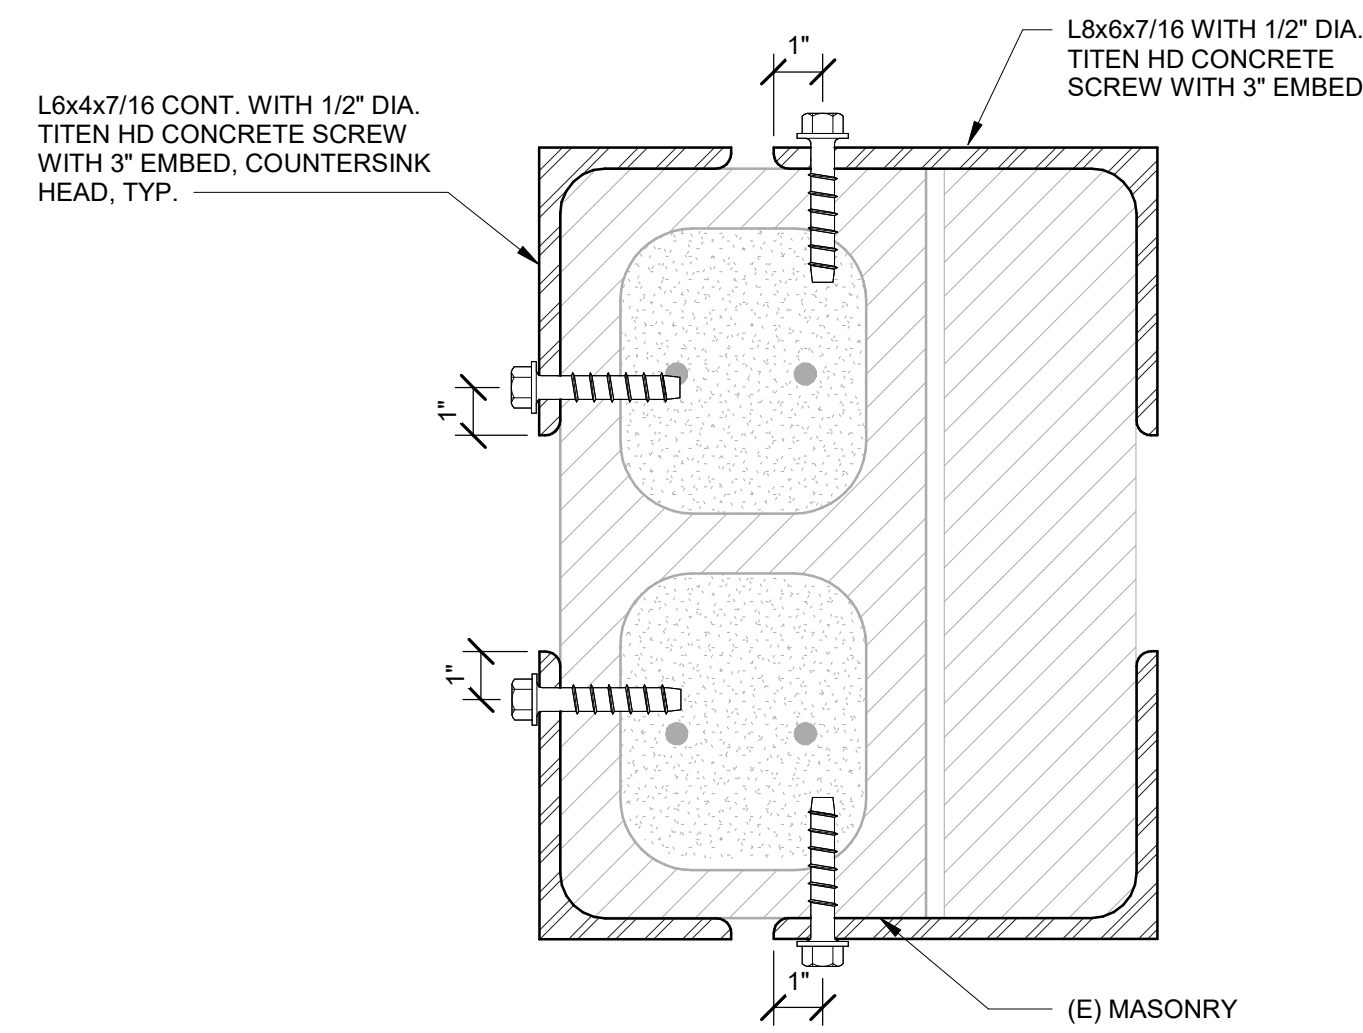 L6x4x7/16 CONT. WITH 1/2" DIA.
TITEN HD CONCRETE SCREW
WITH 3" EMBED, COUNTERSINK
HEAD, TYP.
1"
L8x6x7/16 WITH 1/2" DIA.
TITEN HD CONCRETE
SCREW WITH 3" EMBED
1"
1"
1"
(E) MASONRY